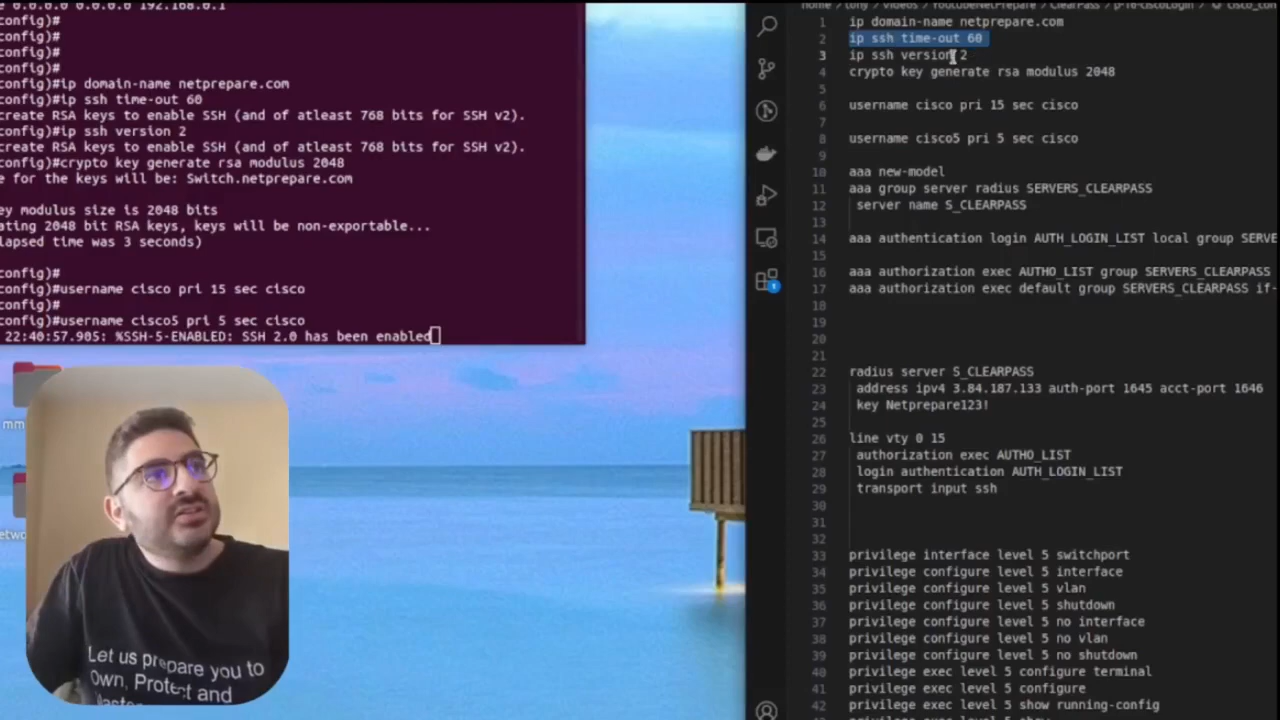 e 0.0.0.0 0.0.0.0 192.168.0.1
config)#
config)#
config)#
config)#
config)#ip domain-name netprepare.com
config)#ip ssh time-out 60
create RSA keys to enable SSH (and of atleast 768 bits for SSH v2).
config)#ip ssh version 2
create RSA keys to enable SSH (and of atleast 768 bits for SSH v2).
config)#crypto key generate rsa modulus 2048
e for the keys will be: Switch.netprepare.com
ey modulus size is 2048 bits
ating 2048 bit RSA keys, keys will be non-exportable...
lapsed time was 3 seconds)
config)#
config)#username cisco pri 15 sec cisco
config)#
config)#username cisco5 pri 5 sec cisco
22:40:57.905: %SSH-5-ENABLED: SSH 2.0 has been enabled
mm
etwo
Let us prepare you to
Own, Protect and
home > tony > Videos > YoutubeNetPrepare > ClearPass > p-re-CiscoLogin > cisco_con
1 ip domain-name netprepare.com
2 ip ssh time-out 60
3 ip ssh version 2
4 crypto key generate rsa modulus 2048
5
6 username cisco pri 15 sec cisco
7
8 username cisco5 pri 5 sec cisco
9
10 aaa new-model
11 aaa group server radius SERVERS_CLEARPASS
12 server name S_CLEARPASS
13
14 aaa authentication login AUTH_LOGIN_LIST local group SERVE
15
16 aaa authorization exec AUTHO_LIST group SERVERS_CLEARPASS
17 aaa authorization exec default group SERVERS_CLEARPASS if-
18
19
20
21
22 radius server S_CLEARPASS
23 address ipv4 3.84.187.133 auth-port 1645 acct-port 1646
24 key Netprepare123!
25
26 line vty 0 15
27 authorization exec AUTHO_LIST
28 login authentication AUTH_LOGIN_LIST
29 transport input ssh
30
31
32
33 privilege interface level 5 switchport
34 privilege configure level 5 interface
35 privilege configure level 5 vlan
36 privilege configure level 5 shutdown
37 privilege configure level 5 no interface
38 privilege configure level 5 no vlan
39 privilege configure level 5 no shutdown
40 privilege exec level 5 configure terminal
41 privilege exec level 5 configure
42 privilege exec level 5 show running-config
privilege exec level 5 show
1